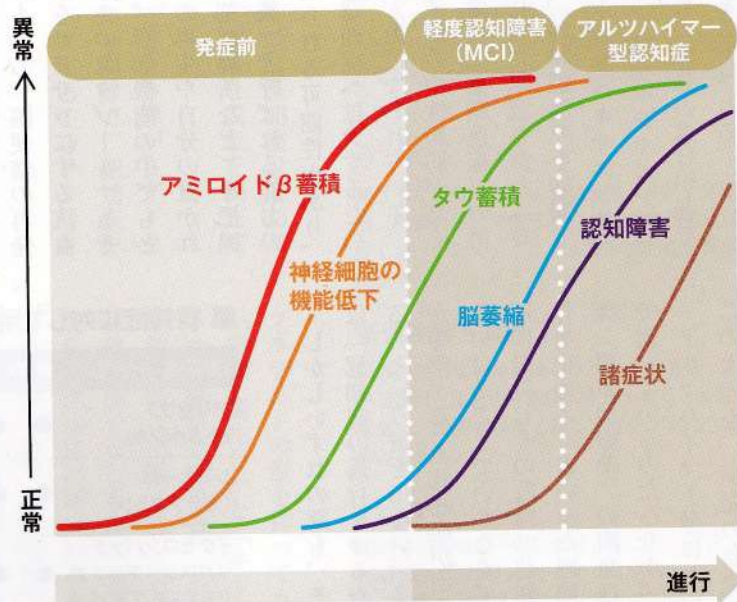 異常
発症前
軽度認知障害
（MCI）
アルツハイマー
型認知症
アミロイドβ蓄積
神経細胞の
機能低下
タウ蓄積
脳萎縮
認知障害
諸症状
正常
進行